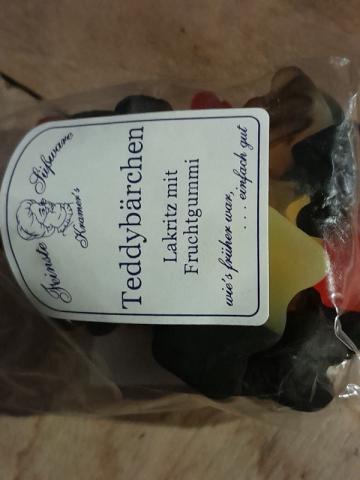 Feinste Süßware
Kramer's
Teddybärchen
Lakritz mit
Fruchtgummi
wie's früher war,
. . . einfach gut